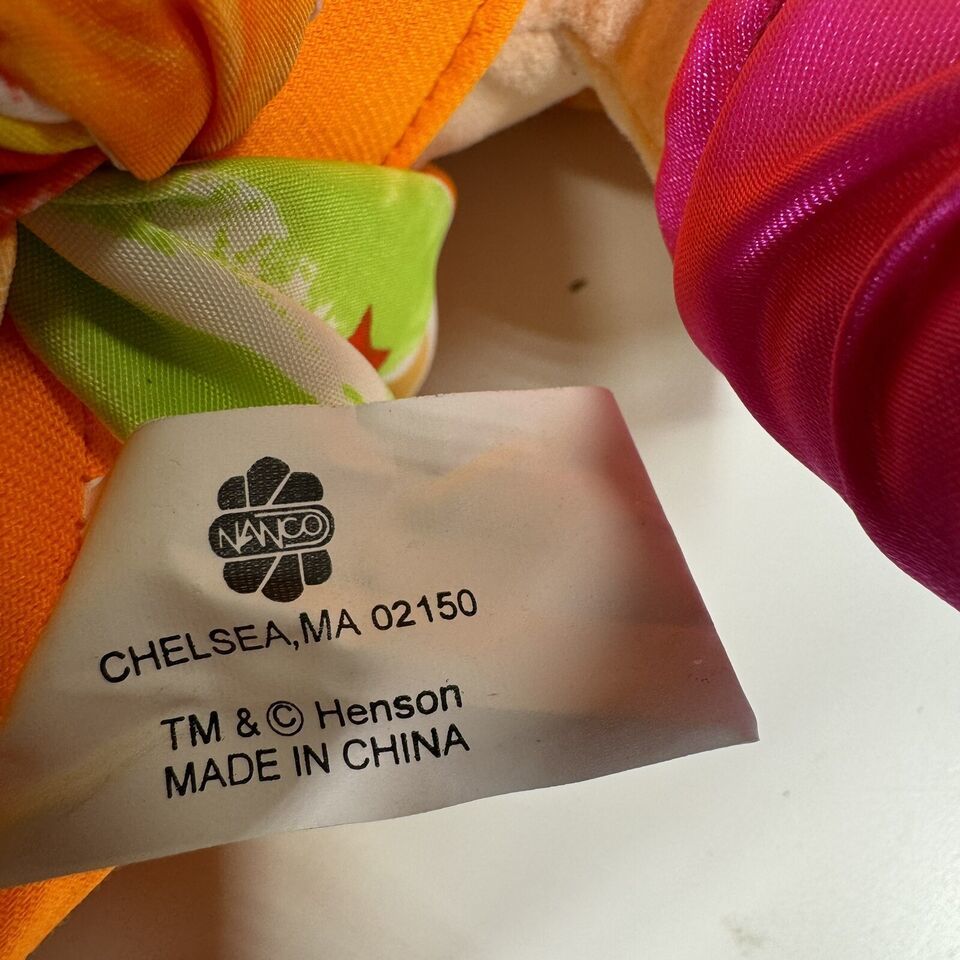 NANCO
CHELSEA, MA 02150
TM & © Henson
MADE IN CHINA